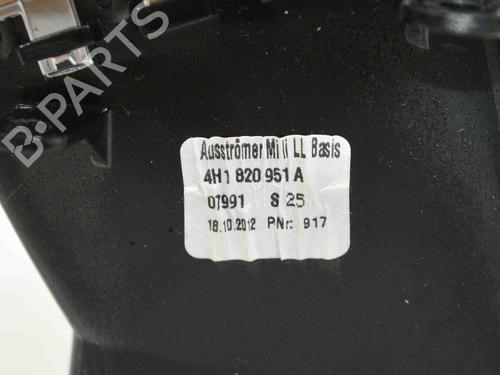 B-PARTS
Ausströmer Mi li LL Basis
4H1 820 951 A
07991 S 25
18.10.2012 PNr: 917